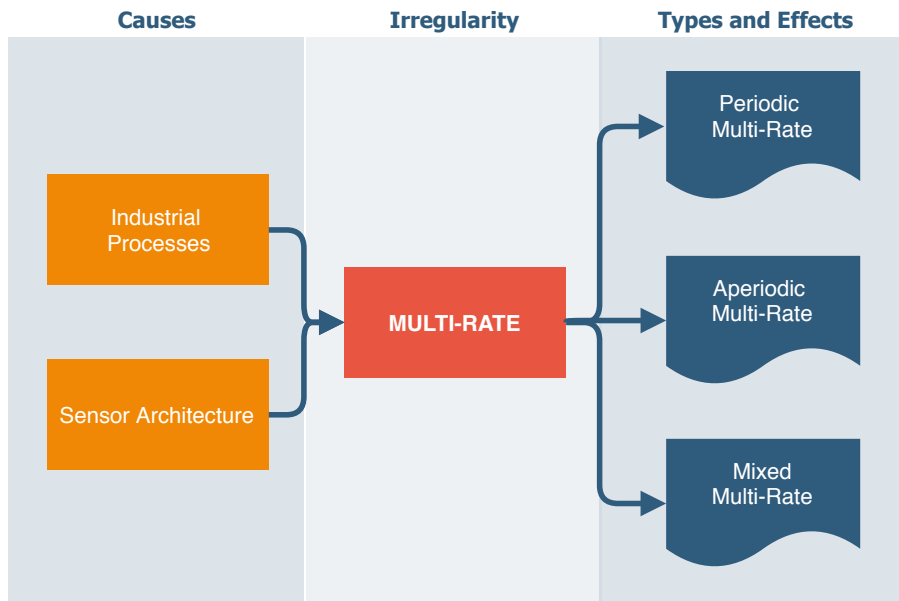 Causes
Irregularity
Types and Effects
Industrial
Processes
Sensor Architecture
MULTI-RATE
Periodic
Multi-Rate
Aperiodic
Multi-Rate
Mixed
Multi-Rate